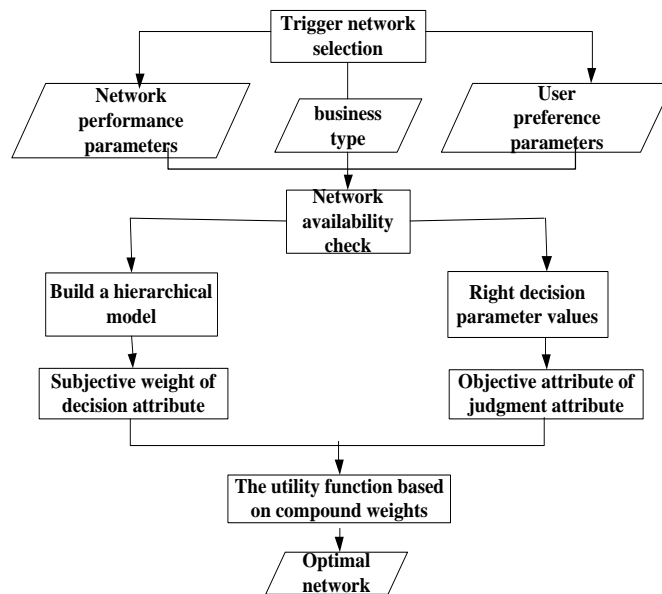 Trigger network
selection
Network
performance
parameters
business
type
User
preference
parameters
Network
availability
check
Build a hierarchical
model
Right decision
parameter values
Subjective weight of
decision attribute
Objective attribute of
judgment attribute
The utility function based
on compound weights
Optimal
network